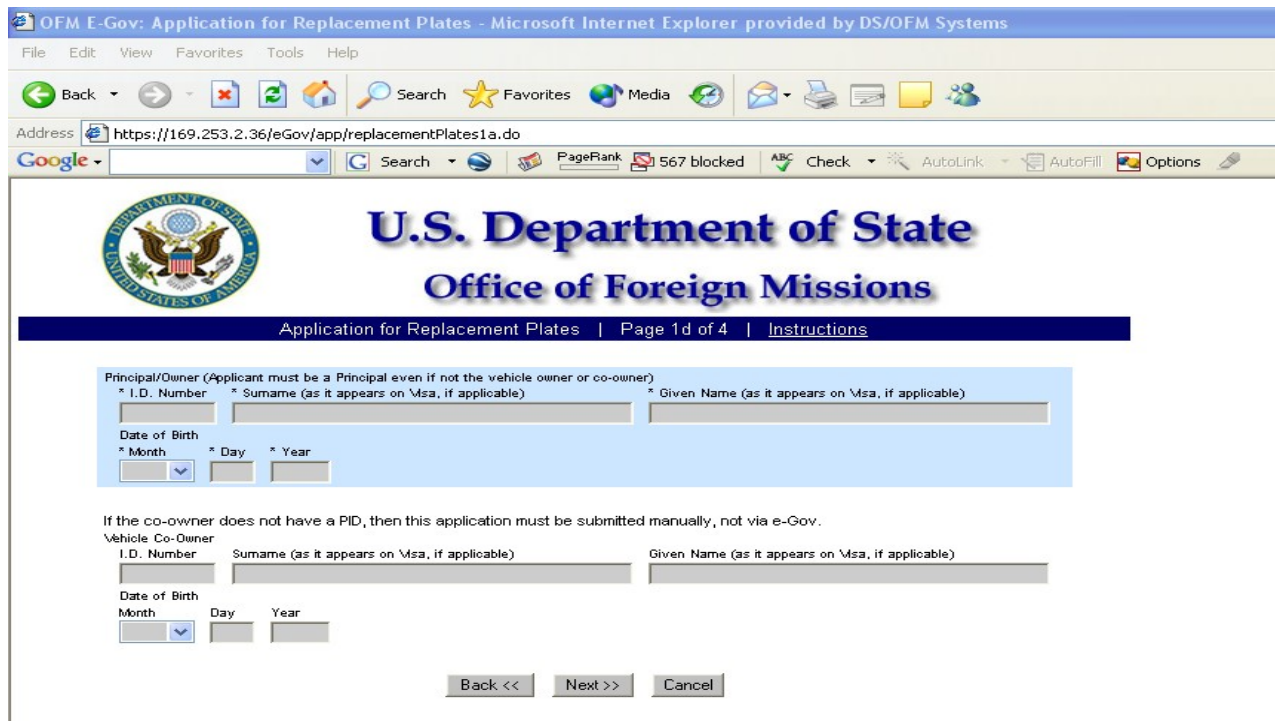 OFM E-Gov: Application for Replacement Plates - Microsoft Internet Explorer provided by DS/OFM Systems
File Edit View Favorites Tools Help
Back Search Favorites Media
Address https://169.253.2.36/eGov/app/replacementPlates1a.do
Google Search PageRank 567 blocked ABC Check AutoLink AutoFill Options
DEPARTMENT OF STATE
UNITED STATES OF AMERICA
U.S. Department of State
Office of Foreign Missions
Application for Replacement Plates | Page 1d of 4 | Instructions
Principal/Owner (Applicant must be a Principal even if not the vehicle owner or co-owner)
* I.D. Number * Surname (as it appears on Visa, if applicable) * Given Name (as it appears on Visa, if applicable)
Date of Birth
* Month * Day * Year
If the co-owner does not have a PID, then this application must be submitted manually, not via e-Gov.
Vehicle Co-Owner
I.D. Number Surname (as it appears on Visa, if applicable) Given Name (as it appears on Visa, if applicable)
Date of Birth
Month Day Year
Back << Next >> Cancel